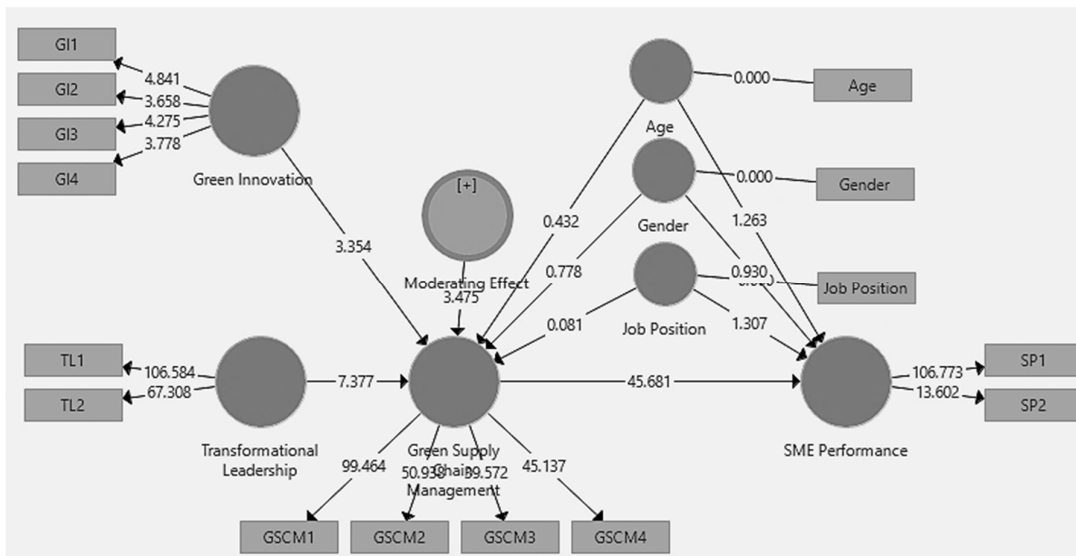 GI1
4.841
GI2
3.658
GI3
4.275
GI4
3.778
Green Innovation
3.354
[+]
Moderating Effect
3.475
Age
0.000
Age
Gender
0.000
Gender
Job Position
Job Position
0.432
0.778
0.081
1.263
0.930
1.307
TL1
106.584
TL2
67.308
Transformational
Leadership
7.377
Green Supply
Chain
Management
45.681
SME Performance
106.773
SP1
13.602
SP2
99.464
50.938
39.572
45.137
GSCM1
GSCM2
GSCM3
GSCM4